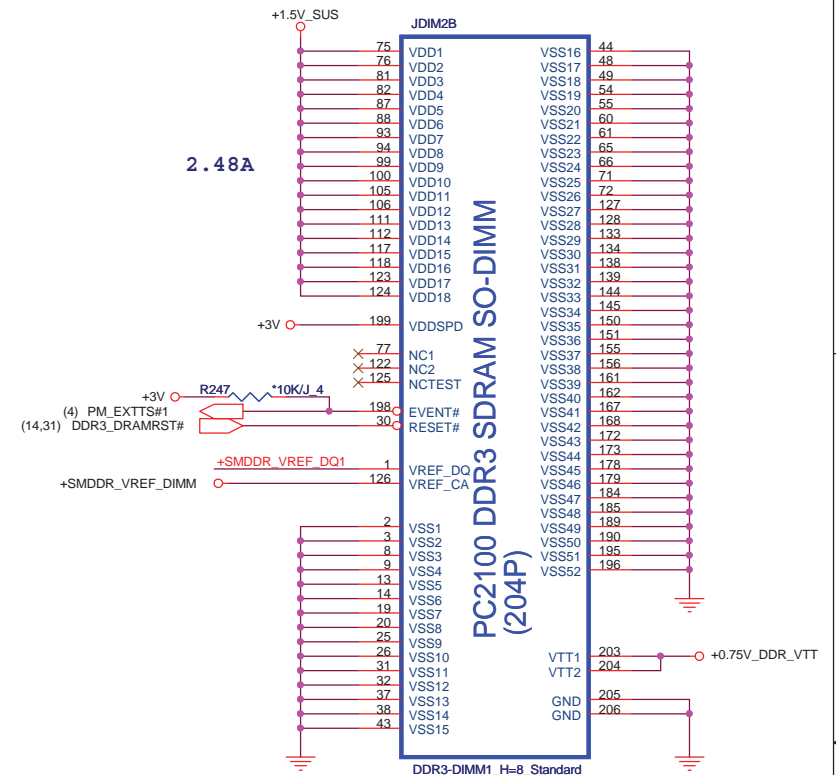 +1.5V_SUS
JDIM2B
2.48A
75 VDD1
76 VDD2
81 VDD3
82 VDD4
87 VDD5
88 VDD6
93 VDD7
94 VDD8
99 VDD9
100 VDD10
105 VDD11
106 VDD12
111 VDD13
112 VDD14
117 VDD15
118 VDD16
123 VDD17
124 VDD18
+3V 199 VDDSPD
77 NC1
122 NC2
125 NCTEST
+3V R247 *10K/J_4
(4) PM_EXTTS#1 198 EVENT#
(14,31) DDR3_DRAMRST# 30 RESET#
+SMDDR_VREF_DQ1 1 VREF_DQ
+SMDDR_VREF_DIMM 126 VREF_CA
2 VSS1
3 VSS2
8 VSS3
9 VSS4
13 VSS5
14 VSS6
19 VSS7
20 VSS8
25 VSS9
26 VSS10
31 VSS11
32 VSS12
37 VSS13
38 VSS14
43 VSS15
PC2100 DDR3 SDRAM SO-DIMM
(204P)
VSS16 44
VSS17 48
VSS18 49
VSS19 54
VSS20 55
VSS21 60
VSS22 61
VSS23 65
VSS24 66
VSS25 71
VSS26 72
VSS27 127
VSS28 128
VSS29 133
VSS30 134
VSS31 138
VSS32 139
VSS33 144
VSS34 145
VSS35 150
VSS36 151
VSS37 155
VSS38 156
VSS39 161
VSS40 162
VSS41 167
VSS42 168
VSS43 172
VSS44 173
VSS45 178
VSS46 179
VSS47 184
VSS48 185
VSS49 189
VSS50 190
VSS51 195
VSS52 196
VTT1 203 +0.75V_DDR_VTT
VTT2 204
GND 205
GND 206
DDR3-DIMM1_H=8_Standard